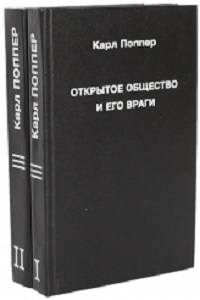 Карл Поппер
ОТКРЫТОЕ ОБЩЕСТВО
И ЕГО ВРАГИ
Карл ПОППЕР
I
Карл ПОППЕР
II